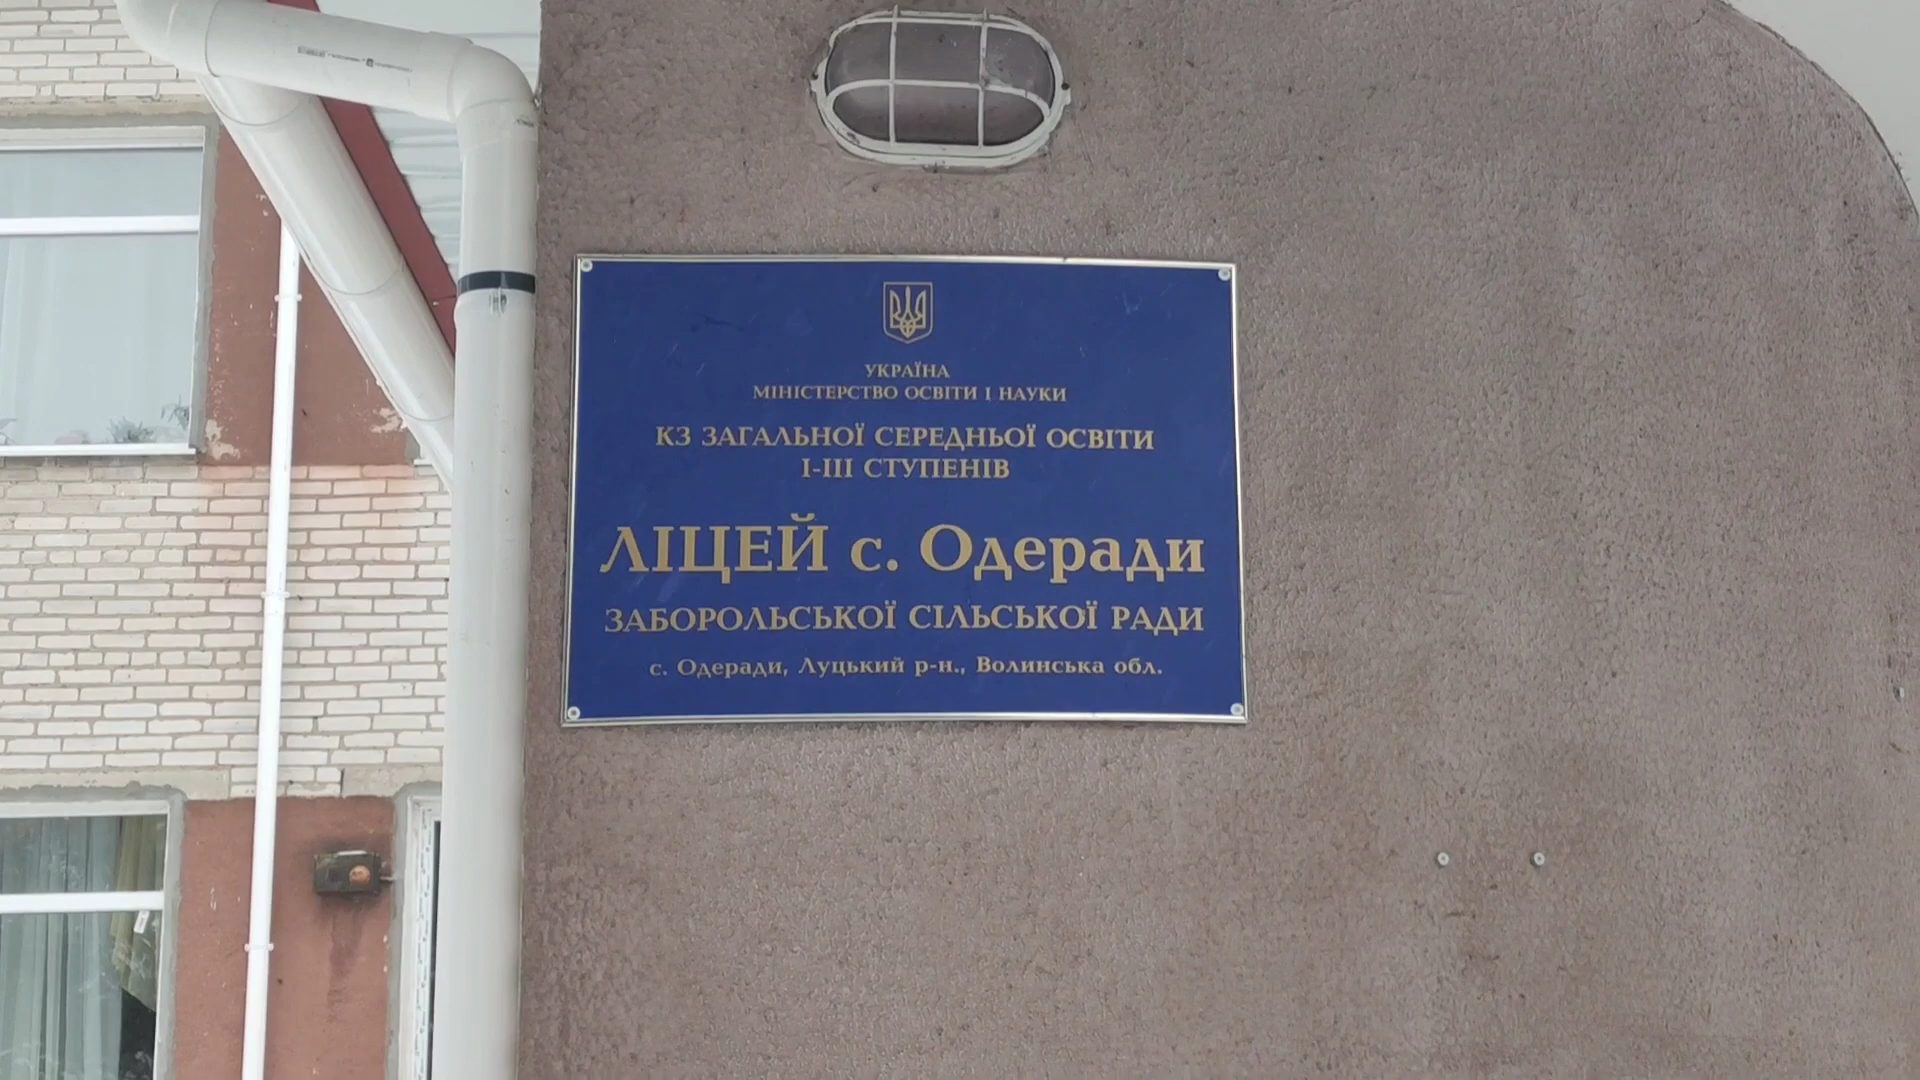 УКРАЇНА
МІНІСТЕРСТВО ОСВІТИ І НАУКИ
КЗ ЗАГАЛЬНОЇ СЕРЕДНЬОЇ ОСВІТИ
І-ІІІ СТУПЕНІВ
ЛІЦЕЙ с. Одеради
ЗАБОРОЛЬСЬКОЇ СІЛЬСЬКОЇ РАДИ
с. Одеради, Луцький р-н., Волинська обл.